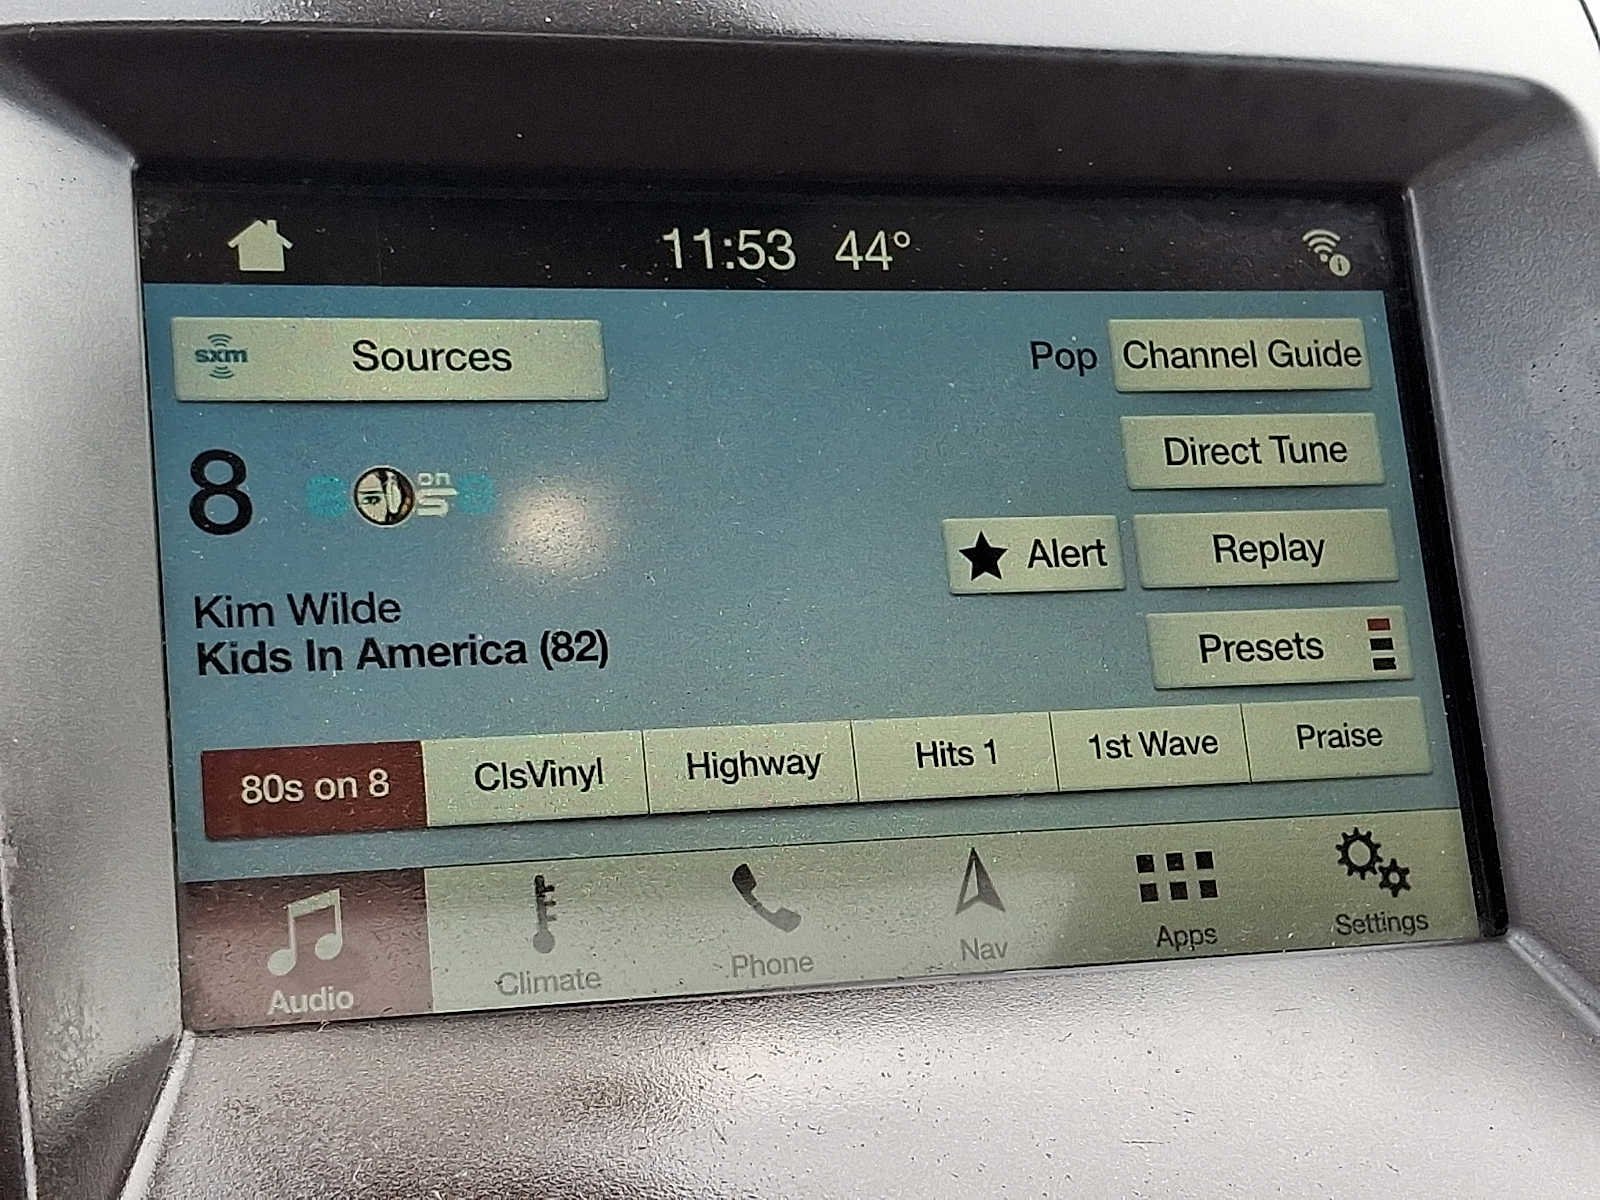 11:53 44°
sxm Sources
Pop Channel Guide
Direct Tune
8
on
Alert Replay
Kim Wilde
Kids In America (82)
Presets
80s on 8 ClsVinyl Highway Hits 1 1st Wave Praise
Audio Climate Phone Nav Apps Settings